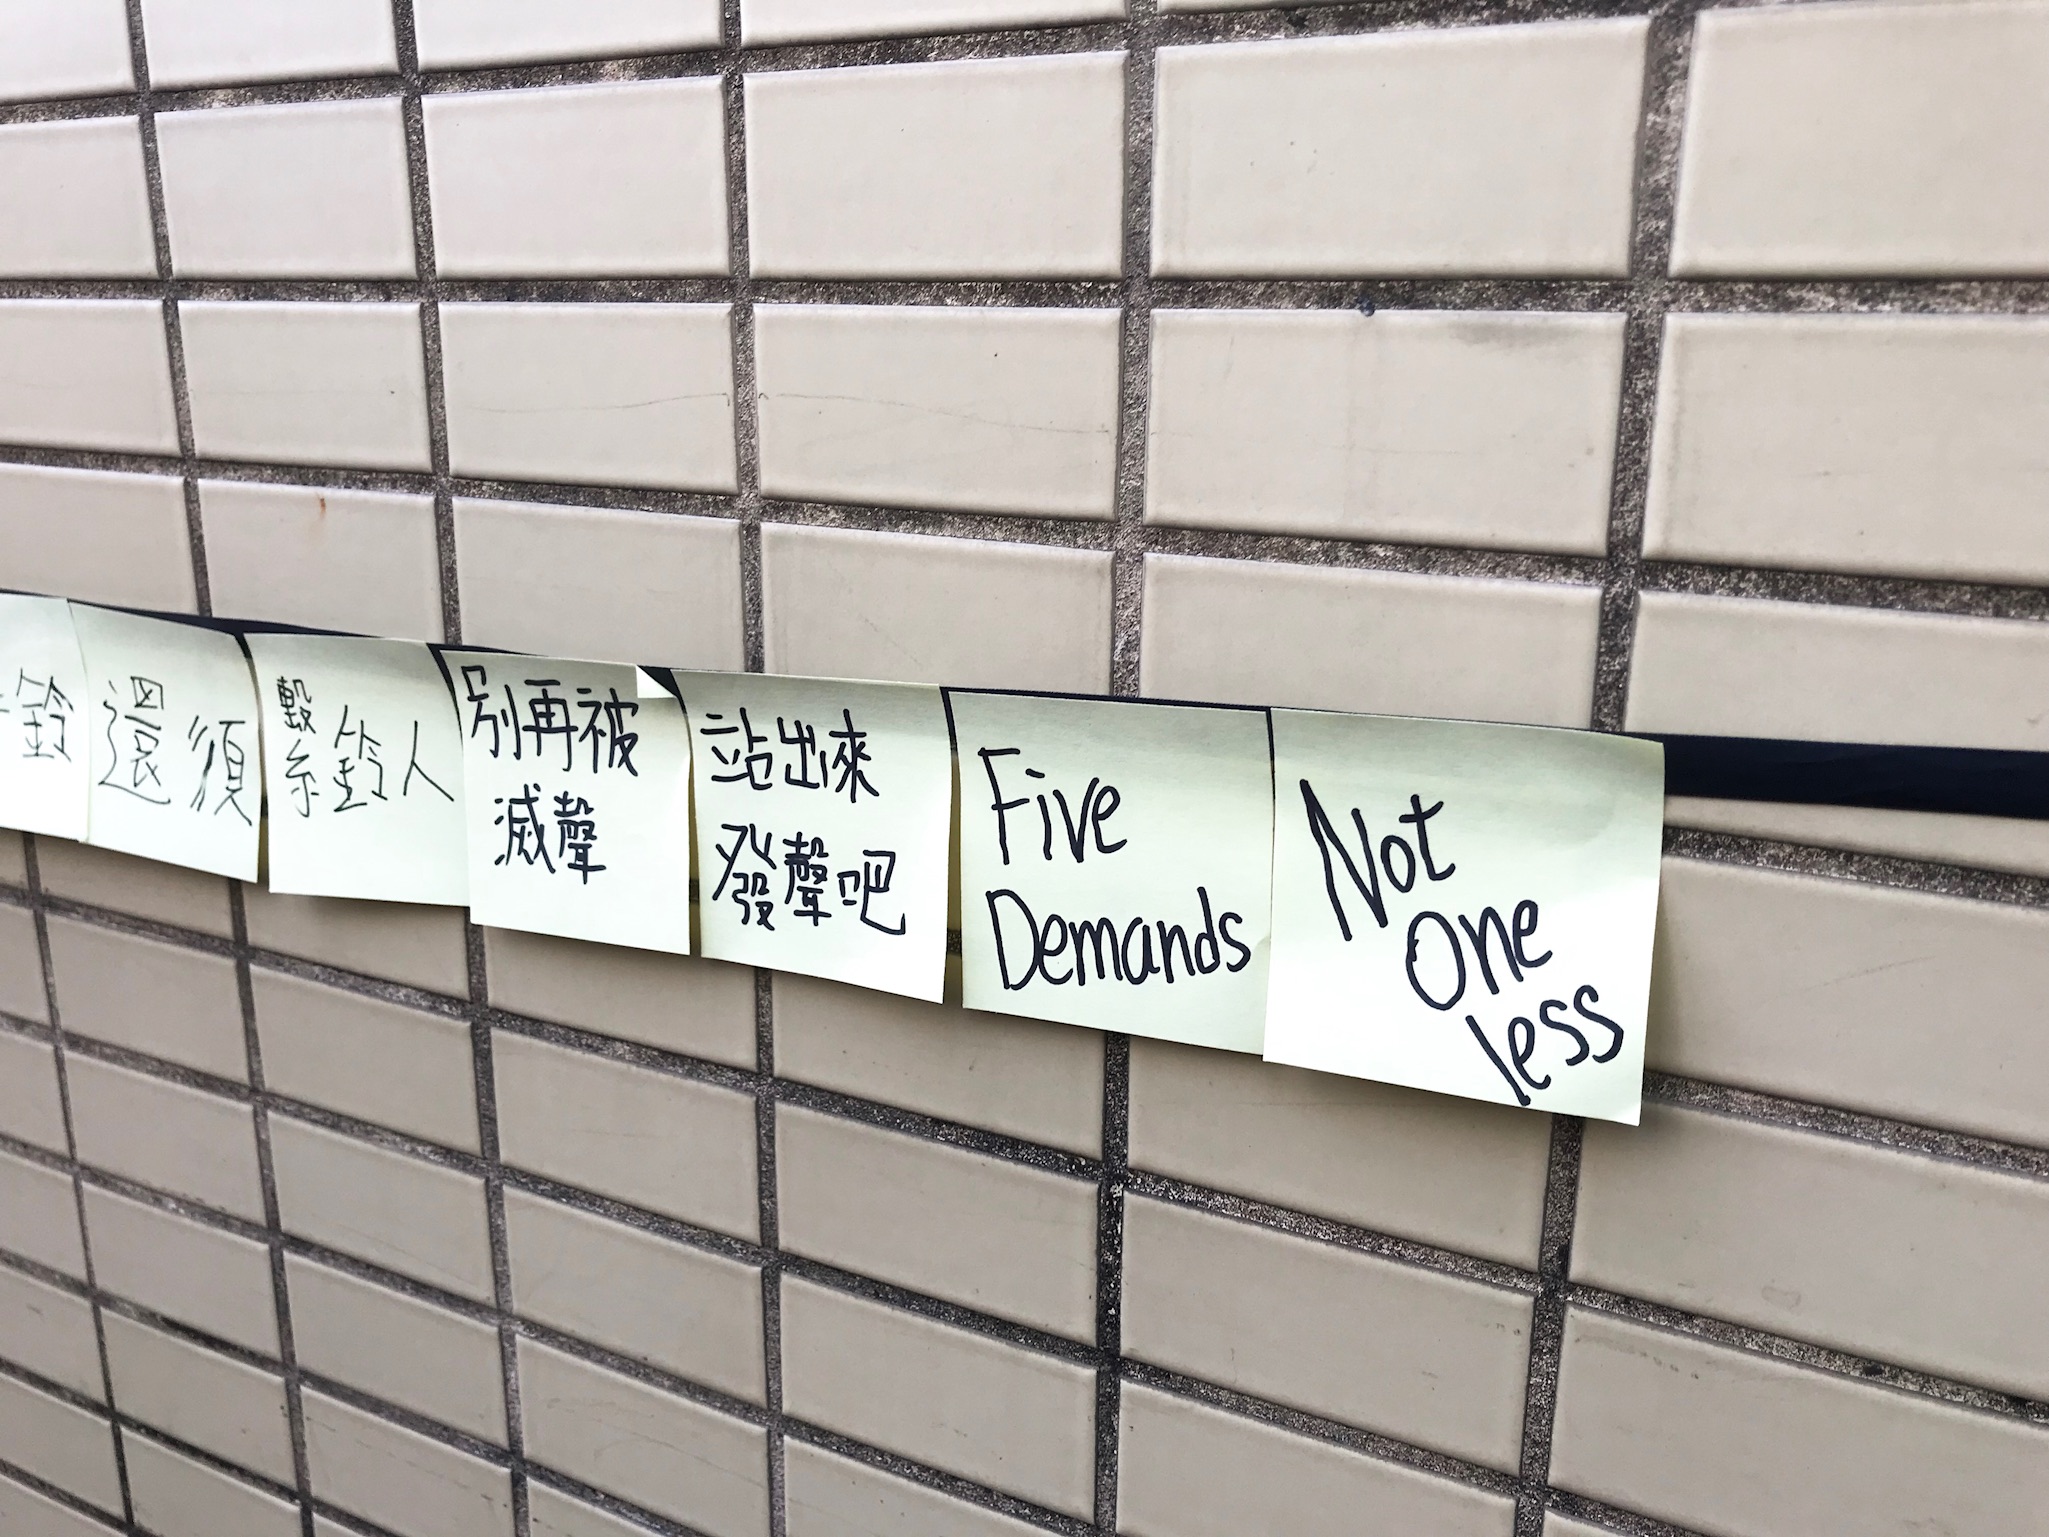 鈴
還須
繫鈴人
別再被
滅聲
站出來
發聲吧
Five
Demands
Not
One
less